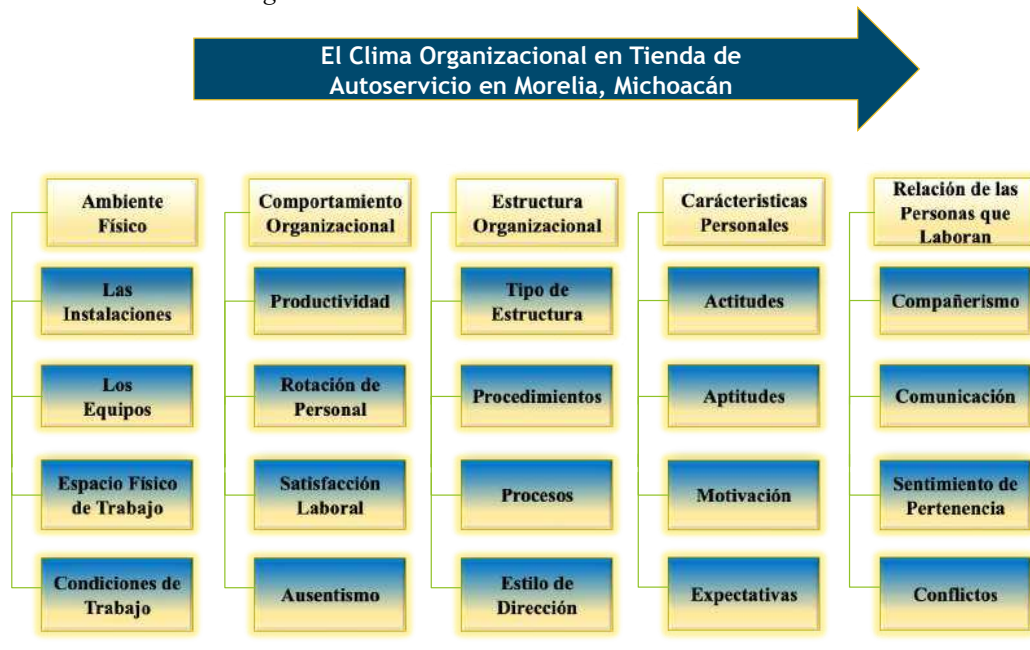 El Clima Organizacional en Tienda de
Autoservicio en Morelia, Michoacán
Ambiente
Físico
Las
Instalaciones
Los
Equipos
Espacio Físico
de Trabajo
Condiciones de
Trabajo
Comportamiento
Organizacional
Productividad
Rotación de
Personal
Satisfacción
Laboral
Ausentismo
Estructura
Organizacional
Tipo de
Estructura
Procedimientos
Procesos
Estilo de
Dirección
Carácteristicas
Personales
Actitudes
Aptitudes
Motivación
Expectativas
Relación de las
Personas que
Laboran
Compañerismo
Comunicación
Sentimiento de
Pertenencia
Conflictos